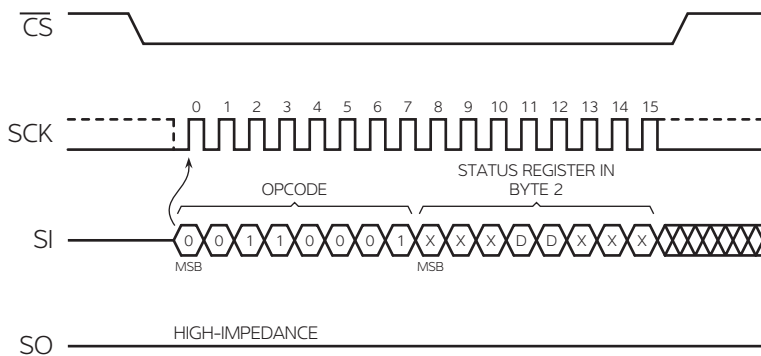 CS
0 1 2 3 4 5 6 7 8 9 10 11 12 13 14 15
SCK
STATUS REGISTER IN
OPCODE BYTE 2
SI 0 0 1 1 0 0 0 1 X X X D D X X X
MSB MSB
HIGH-IMPEDANCE
SO